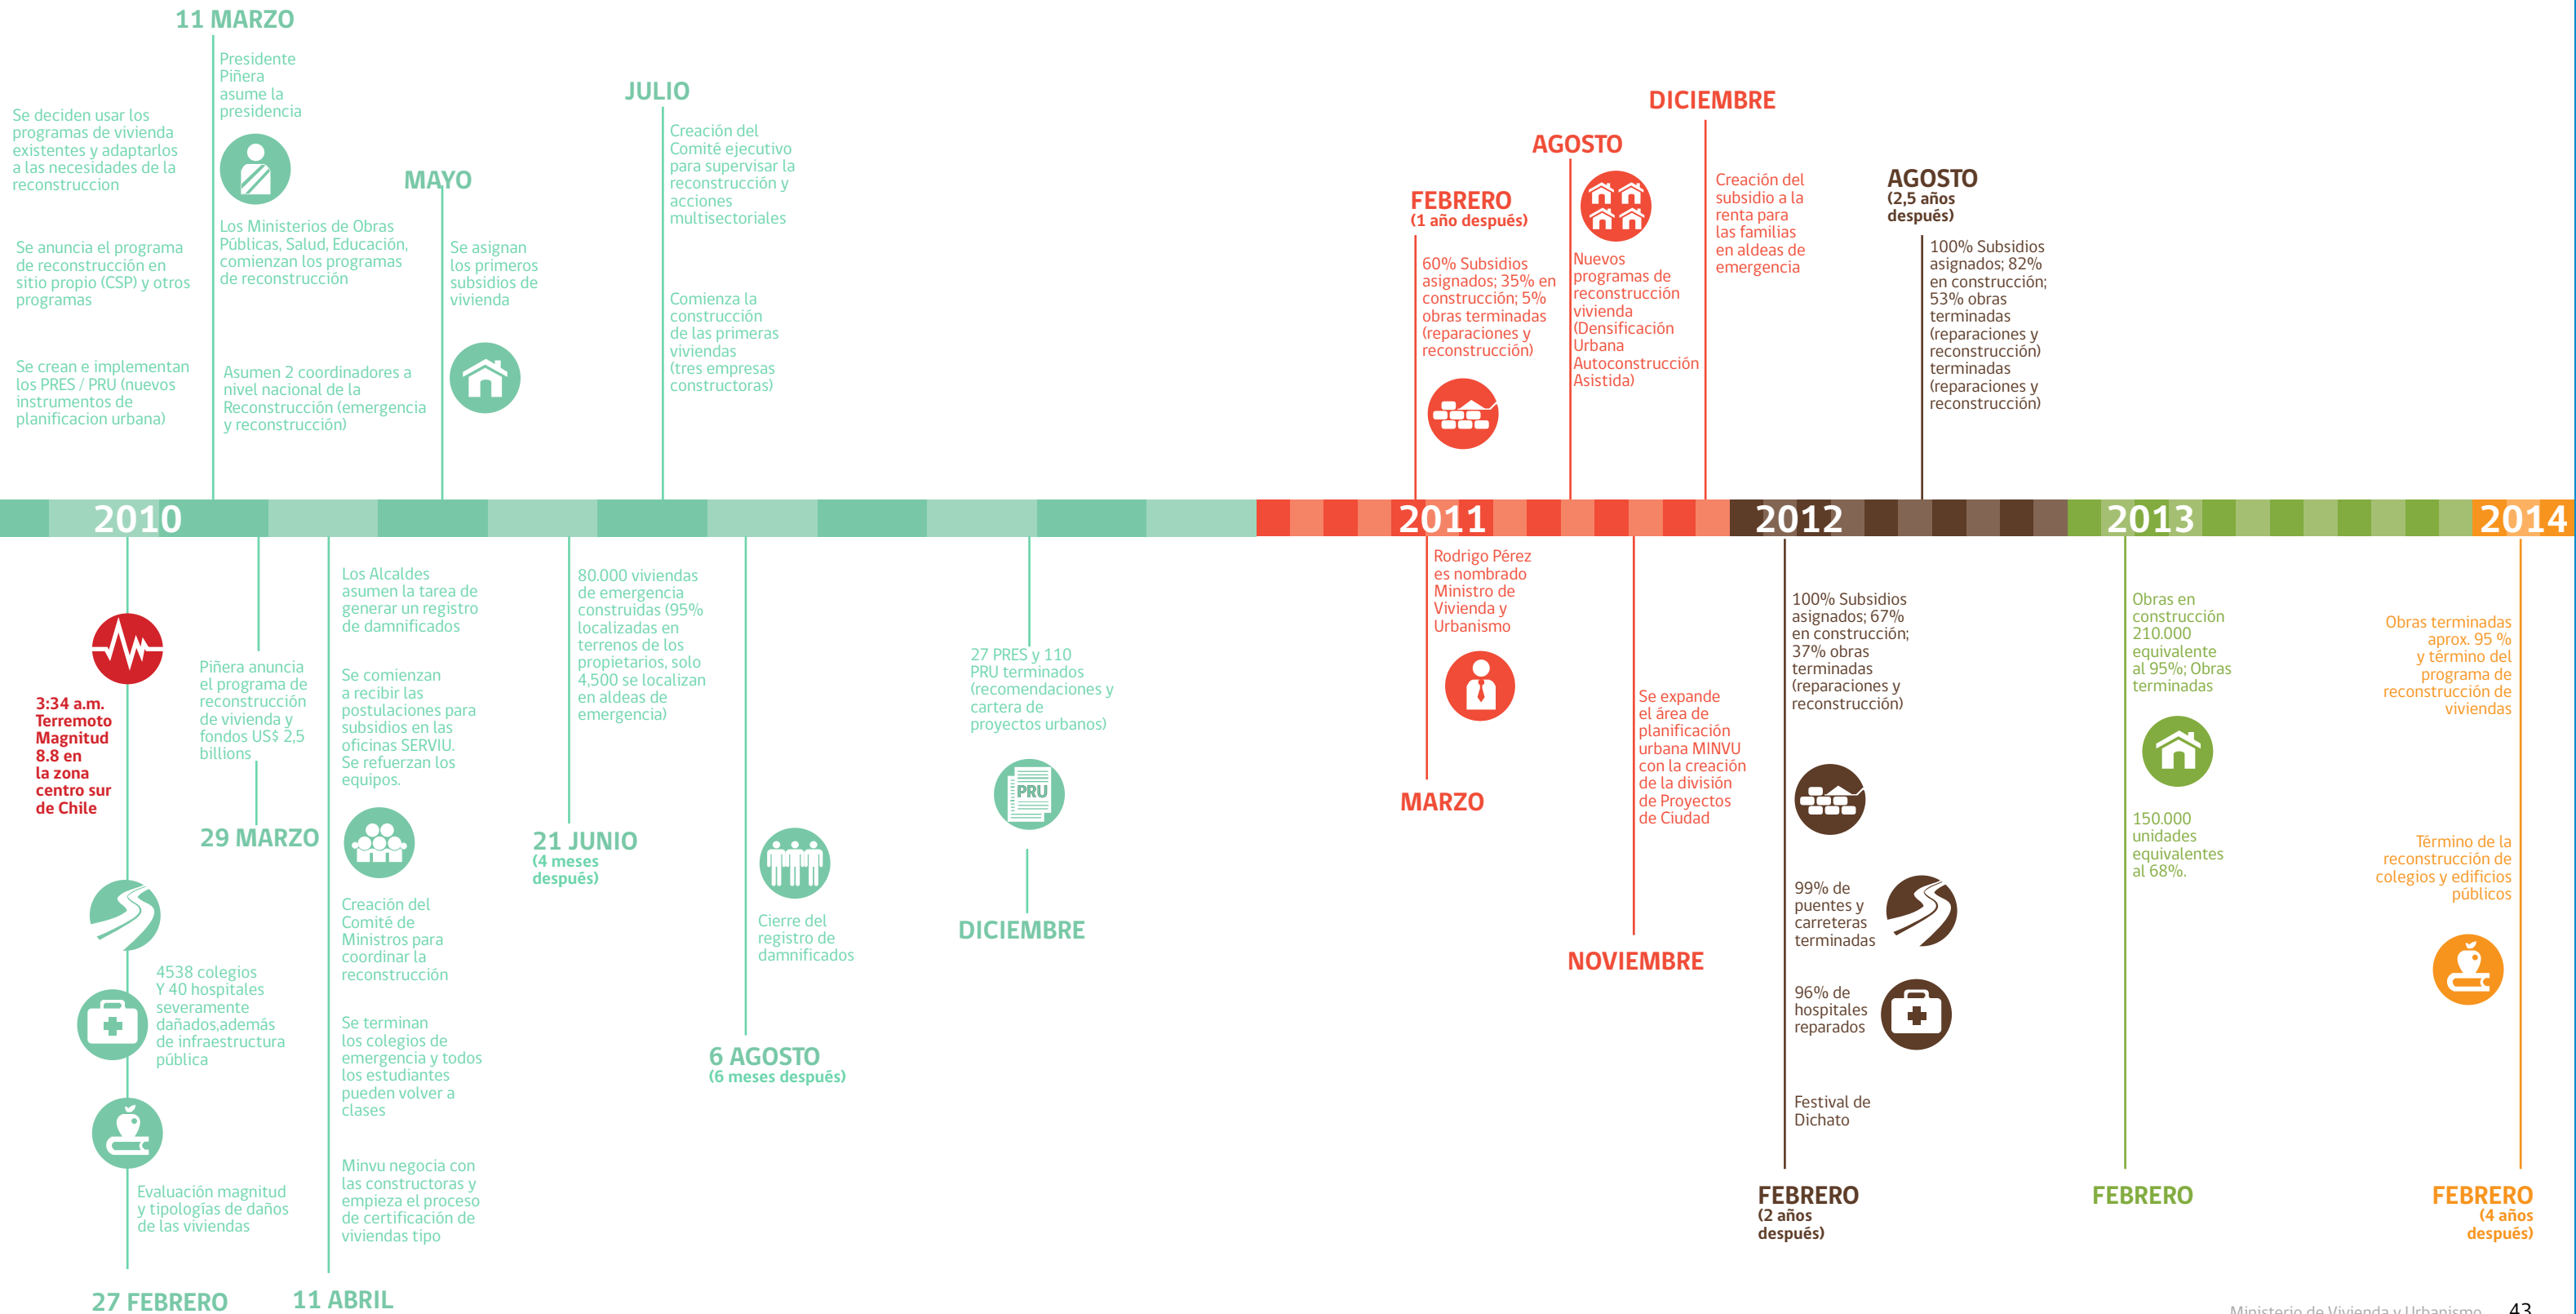 11 MARZO
Presidente
Piñera
asume la
presidencia
Se deciden usar los
programas de vivienda
existentes y adaptarlos
a las necesidades de la
reconstruccion
Se anuncia el programa
de reconstrucción en
sitio propio (CSP) y otros
programas
Se crean e implementan
los PRES / PRU (nuevos
instrumentos de
planificacion urbana)
Los Ministerios de Obras
Públicas, Salud, Educación,
comienzan los programas
de reconstrucción
Asumen 2 coordinadores a
nivel nacional de la
Reconstrucción (emergencia
y reconstrucción)
MAYO
Se asignan
los primeros
subsidios de
vivienda
JULIO
Creación del
Comité ejecutivo
para supervisar la
reconstrucción y
acciones
multisectoriales
Comienza la
construcción
de las primeras
viviendas
(tres empresas
constructoras)
FEBRERO
(1 año después)
60% Subsidios
asignados; 35% en
construcción; 5%
obras terminadas
(reparaciones y
reconstrucción)
AGOSTO
Nuevos
programas de
reconstrucción
vivienda
(Densificación
Urbana
Autoconstrucción
Asistida)
DICIEMBRE
Creación del
subsidio a la
renta para
las familias
en aldeas de
emergencia
AGOSTO
(2,5 años
después)
100% Subsidios
asignados; 82%
en construcción;
53% obras
terminadas
(reparaciones y
reconstrucción)
terminadas
(reparaciones y
reconstrucción)
2010
2011
2012
2013
2014
3:34 a.m.
Terremoto
Magnitud
8.8 en
la zona
centro sur
de Chile
4538 colegios
Y 40 hospitales
severamente
dañados,además
de infraestructura
pública
Evaluación magnitud
y tipologías de daños
de las viviendas
27 FEBRERO
Piñera anuncia
el programa de
reconstrucción
de vivienda y
fondos US$ 2,5
billions
29 MARZO
Los Alcaldes
asumen la tarea de
generar un registro
de damnificados
Se comienzan
a recibir las
postulaciones para
subsidios en las
oficinas SERVIU.
Se refuerzan los
equipos.
Creación del
Comité de
Ministros para
coordinar la
reconstrucción
Se terminan
los colegios de
emergencia y todos
los estudiantes
pueden volver a
clases
Minvu negocia con
las constructoras y
empieza el proceso
de certificación de
viviendas tipo
11 ABRIL
80.000 viviendas
de emergencia
construidas (95%
localizadas en
terrenos de los
propietarios, solo
4,500 se localizan
en aldeas de
emergencia)
21 JUNIO
(4 meses
después)
Cierre del
registro de
damnificados
6 AGOSTO
(6 meses después)
27 PRES y 110
PRU terminados
(recomendaciones y
cartera de
proyectos urbanos)
PRU
DICIEMBRE
Rodrigo Pérez
es nombrado
Ministro de
Vivienda y
Urbanismo
MARZO
Se expande
el área de
planificación
urbana MINVU
con la creación
de la división
de Proyectos
de Ciudad
NOVIEMBRE
100% Subsidios
asignados; 67%
en construcción;
37% obras
terminadas
(reparaciones y
reconstrucción)
99% de
puentes y
carreteras
terminadas
96% de
hospitales
reparados
Festival de
Dichato
FEBRERO
(2 años
después)
Obras en
construcción
210.000
equivalente
al 95%; Obras
terminadas
150.000
unidades
equivalentes
al 68%.
FEBRERO
Obras terminadas
aprox. 95 %
y término del
programa de
reconstrucción de
viviendas
Término de la
reconstrucción de
colegios y edificios
públicos
FEBRERO
(4 años
después)
Ministerio de Vivienda y Urbanismo 43